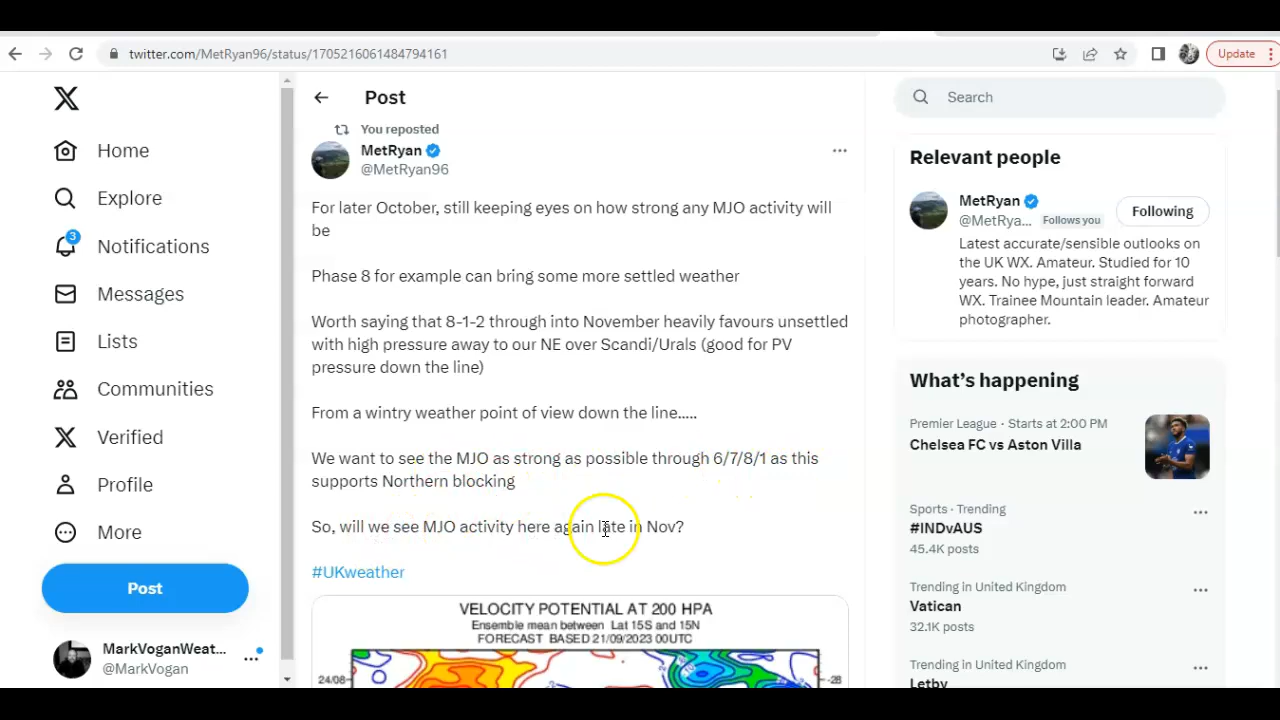 twitter.com/MetRyan96/status/1705216061484794161
Update
Home
Explore
3
Notifications
Messages
Lists
Communities
Verified
Profile
More
Post
MarkVoganWeat...
@MarkVogan
Post
You reposted
MetRyan
@MetRyan96
For later October, still keeping eyes on how strong any MJO activity will
be
Phase 8 for example can bring some more settled weather
Worth saying that 8-1-2 through into November heavily favours unsettled
with high pressure away to our NE over Scandi/Urals (good for PV
pressure down the line)
From a wintry weather point of view down the line.....
We want to see the MJO as strong as possible through 6/7/8/1 as this
supports Northern blocking
So, will we see MJO activity here again late in Nov?
#UKweather
VELOCITY POTENTIAL AT 200 HPA
Ensemble mean between Lat 15S and 15N
FORECAST BASED 21/09/2023 00UTC
24/08
-28
Search
Relevant people
MetRyan
@MetRya... Follows you
Following
Latest accurate/sensible outlooks on
the UK WX. Amateur. Studied for 10
years. No hype, just straight forward
WX. Trainee Mountain leader. Amateur
photographer.
What's happening
Premier League · Starts at 2:00 PM
Chelsea FC vs Aston Villa
Sports · Trending
#INDvAUS
45.4K posts
Trending in United Kingdom
Vatican
32.1K posts
Trending in United Kingdom
Letby